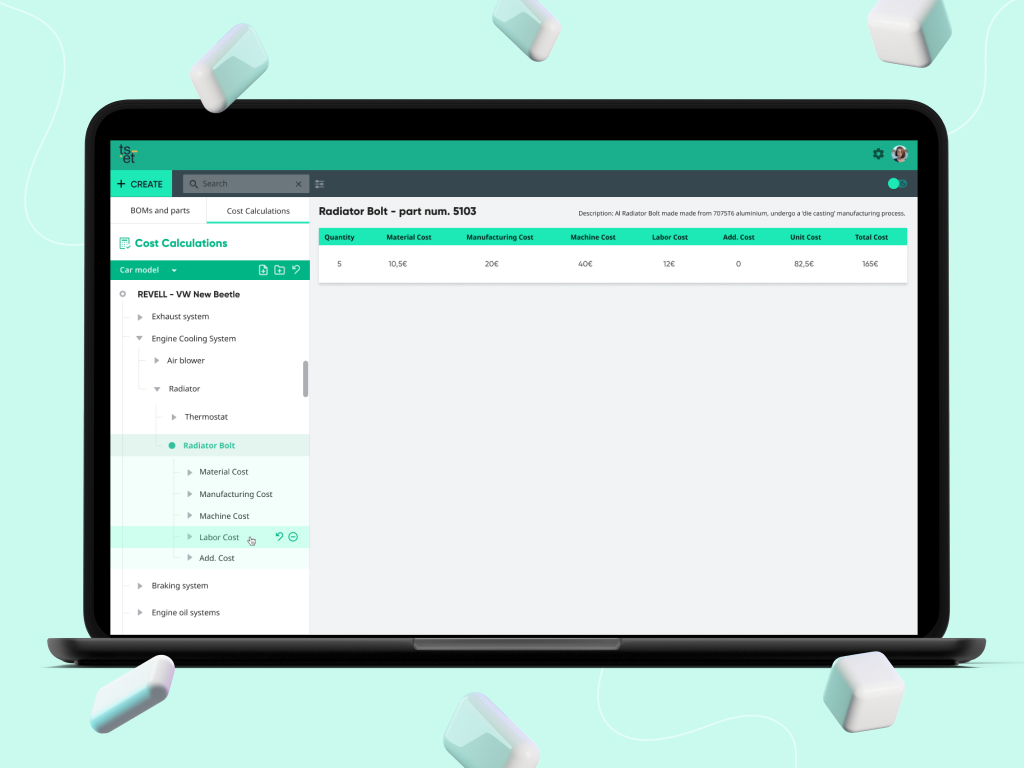 ts
et
+ CREATE
Search
BOMs and parts
Cost Calculations
Cost Calculations
Car model
REVELL - VW New Beetle
Exhaust system
Engine Cooling System
Air blower
Radiator
Thermostat
Radiator Bolt
Material Cost
Manufacturing Cost
Machine Cost
Labor Cost
Add. Cost
Braking system
Engine oil systems
Radiator Bolt - part num. 5103
Description: Al Radiator Bolt made made from 7075T6 aluminium, undergo a 'die casting' manufacturing process.
Quantity Material Cost Manufacturing Cost Machine Cost Labor Cost Add. Cost Unit Cost Total Cost
5 10,5€ 20€ 40€ 12€ 0 82,5€ 165€